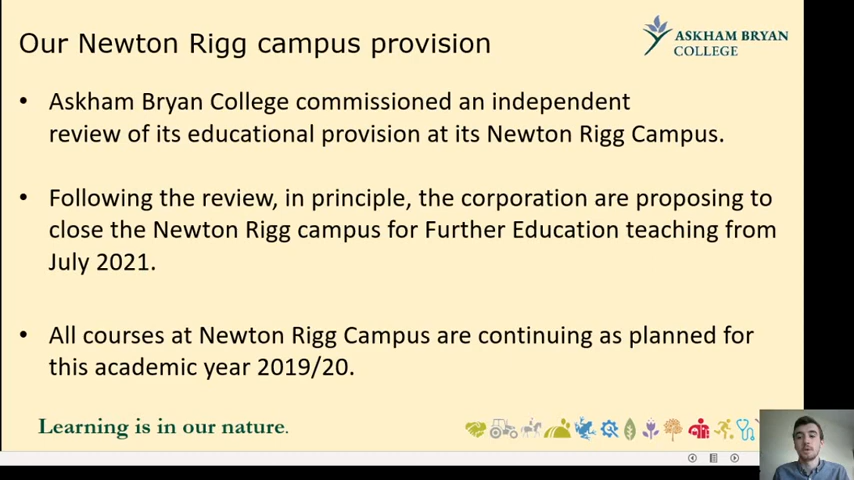 Our Newton Rigg campus provision
ASKHAM BRYAN
COLLEGE
• Askham Bryan College commissioned an independent
review of its educational provision at its Newton Rigg Campus.
• Following the review, in principle, the corporation are proposing to
close the Newton Rigg campus for Further Education teaching from
July 2021.
• All courses at Newton Rigg Campus are continuing as planned for
this academic year 2019/20.
Learning is in our nature.